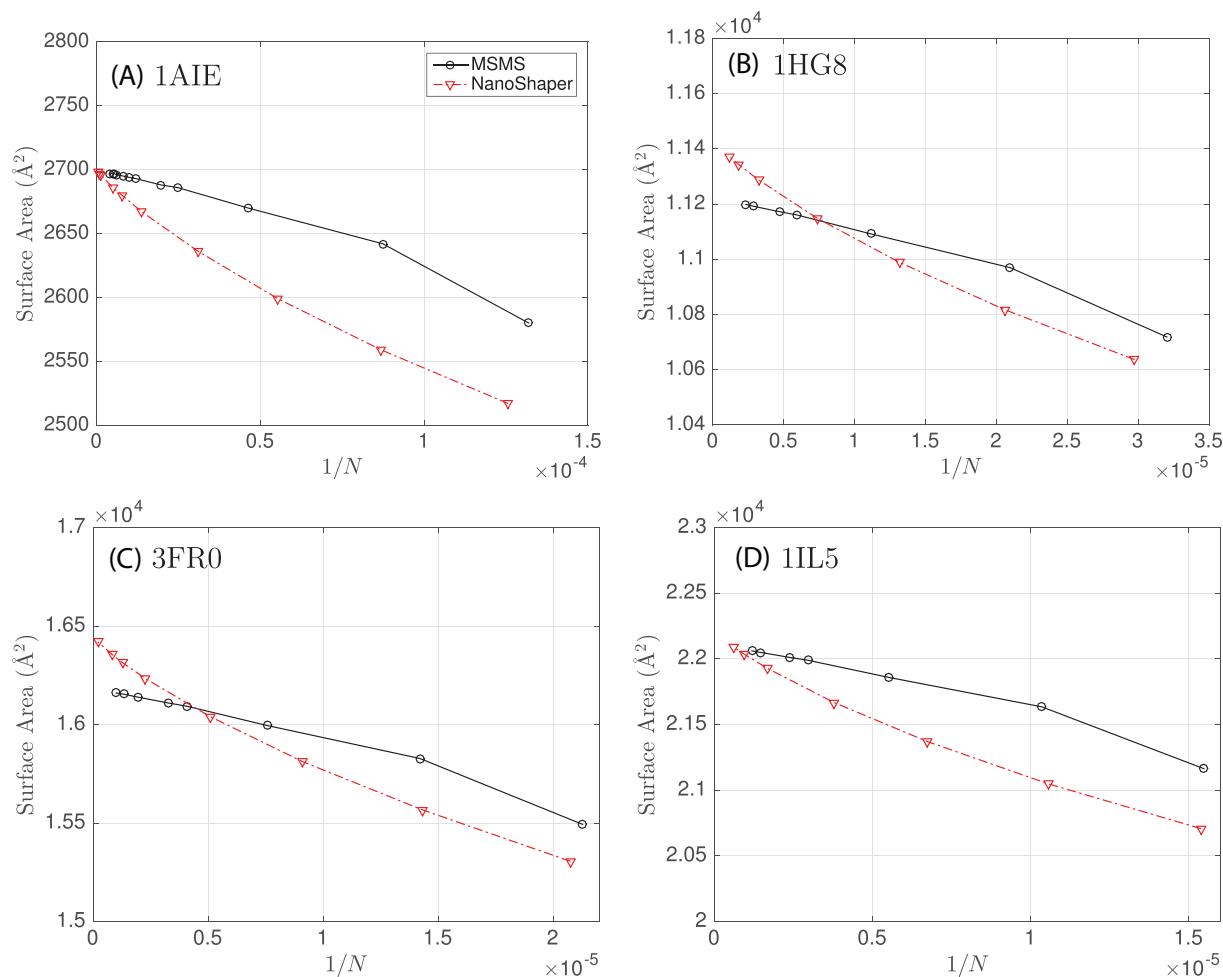 (A) 1AIE
MSMS
NanoShaper
2800
2750
2700
2650
2600
2550
2500
Surface Area (Å²)
0 0.5 1 1.5
1/N
×10⁻⁴
×10⁴
(B) 1HG8
1.18
1.16
1.14
1.12
1.1
1.08
1.06
1.04
Surface Area (Å²)
0 0.5 1 1.5 2 2.5 3 3.5
1/N
×10⁻⁵
×10⁴
(C) 3FR0
1.7
1.65
1.6
1.55
1.5
Surface Area (Å²)
0 0.5 1 1.5 2
1/N
×10⁻⁵
×10⁴
(D) 1IL5
2.3
2.25
2.2
2.15
2.1
2.05
2
Surface Area (Å²)
0 0.5 1 1.5
1/N
×10⁻⁵